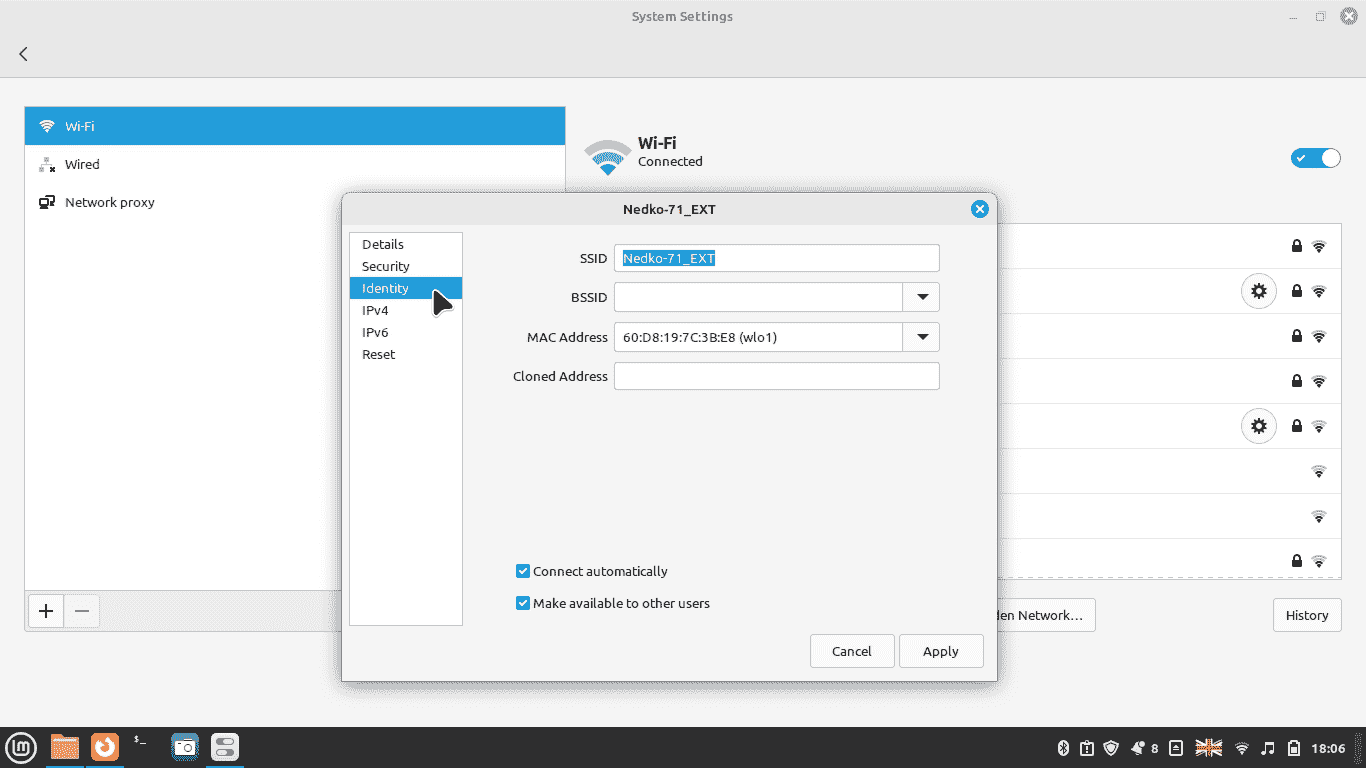 System Settings
Wi-Fi
Wired
Network proxy
Wi-Fi
Connected
Nedko-71_EXT
Details
Security
Identity
IPv4
IPv6
Reset
SSID Nedko-71_EXT
BSSID
MAC Address 60:D8:19:7C:3B:E8 (wlo1)
Cloned Address
Connect automatically
Make available to other users
Cancel Apply
den Network…
History
lm $_ 8 18:06